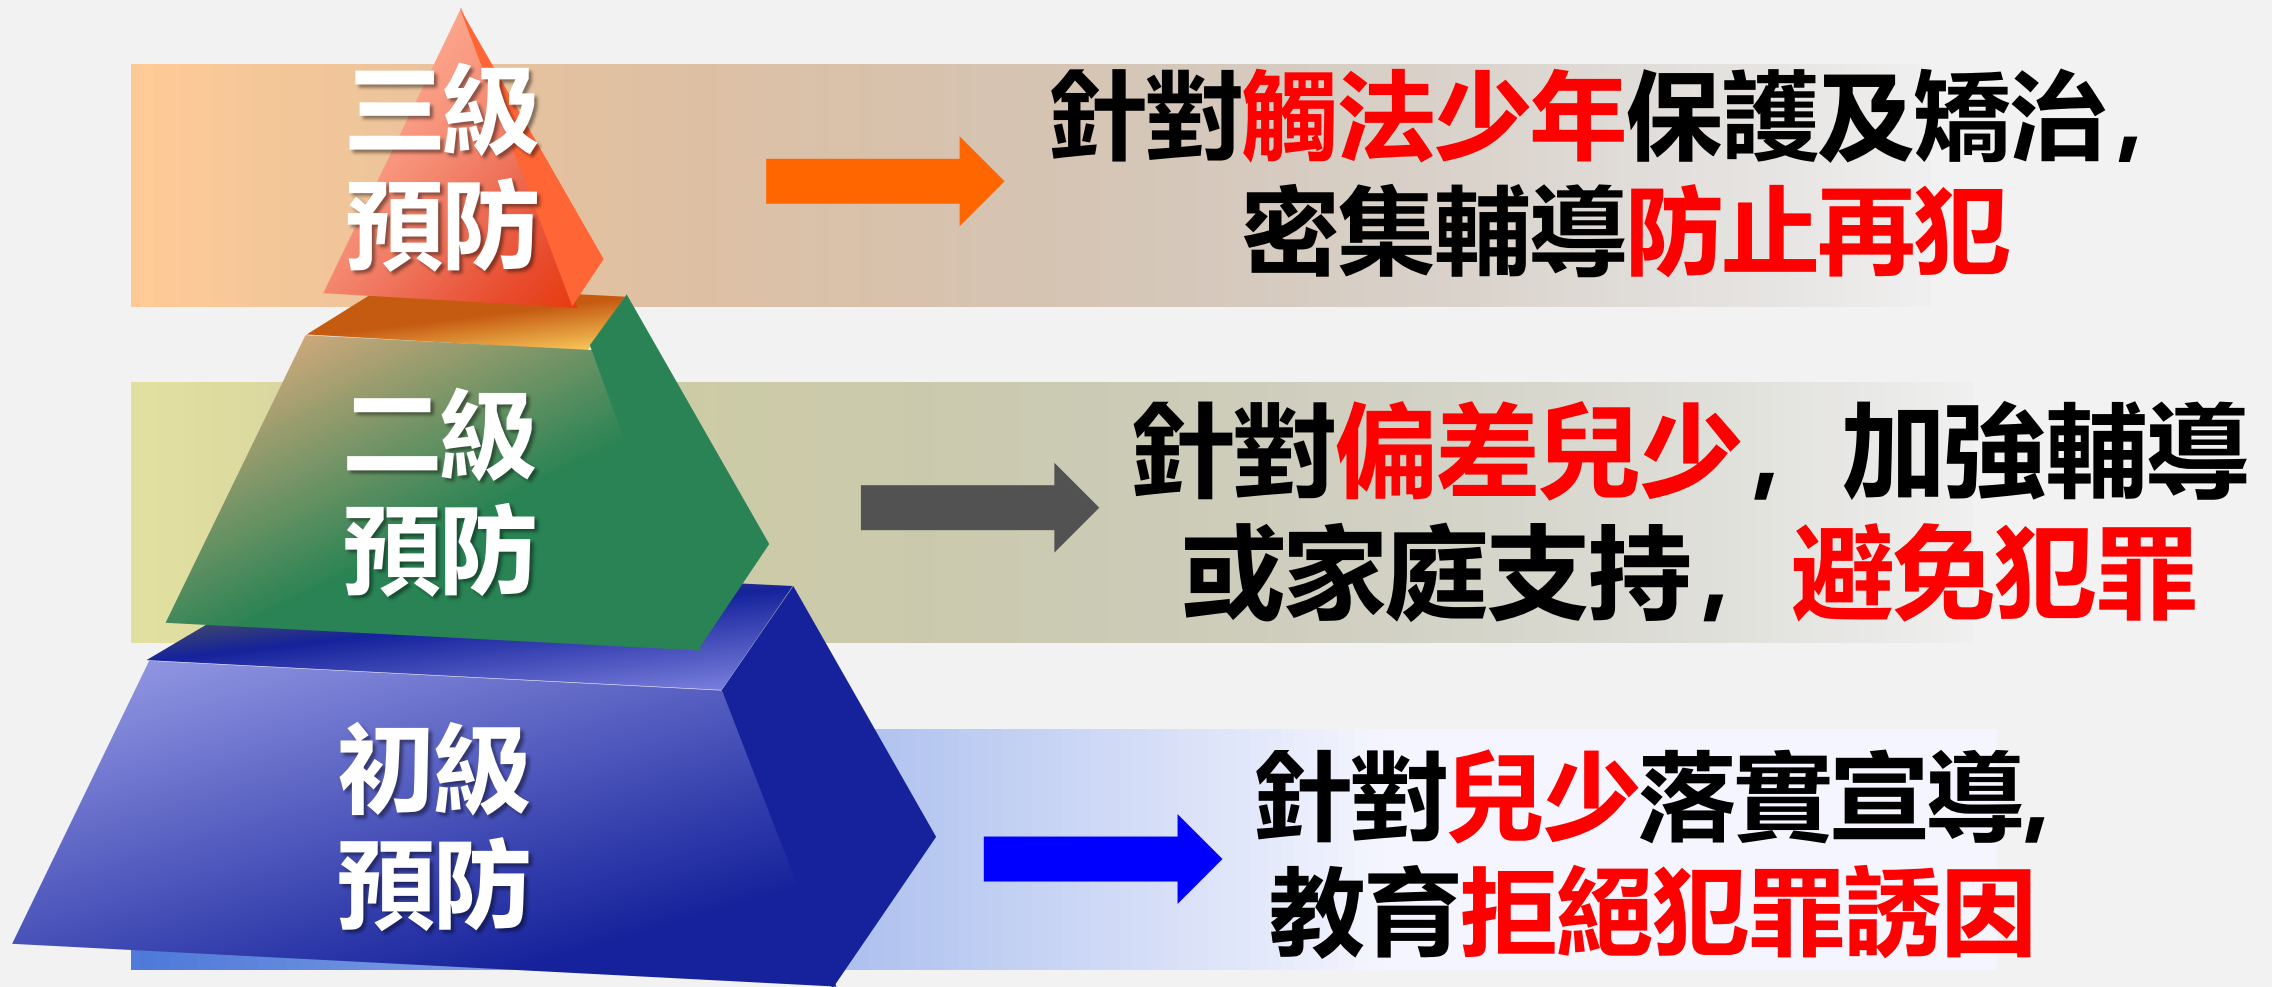 三級
預防
針對觸法少年保護及矯治,
密集輔導防止再犯
二級
預防
針對偏差兒少, 加強輔導
或家庭支持, 避免犯罪
初級
預防
針對兒少落實宣導,
教育拒絕犯罪誘因